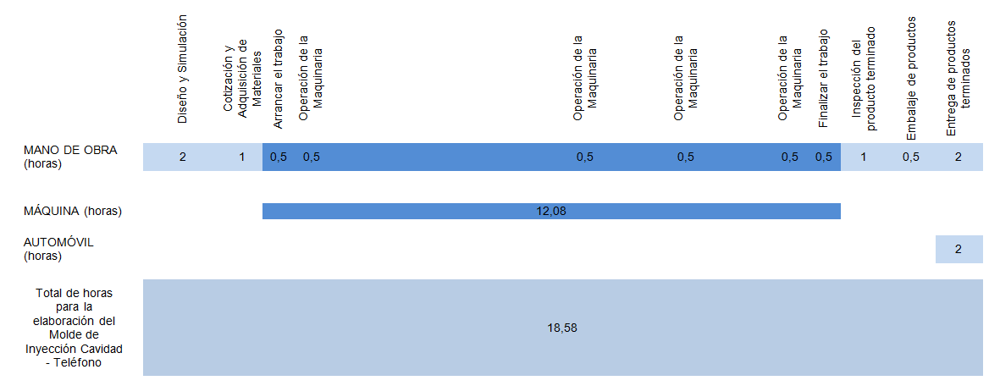 Diseño y Simulación
Cotización y
Adquisición de
Materiales
Arrancar el trabajo
Operación de la
Maquinaria
Operación de la
Maquinaria
Operación de la
Maquinaria
Operación de la
Maquinaria
Finalizar el trabajo
Inspección del
producto terminado
Embalaje de productos
Entrega de productos
terminados
MANO DE OBRA
(horas)
2 1 0,5 0,5 0,5 0,5 0,5 0,5 1 0,5 2
MÁQUINA (horas)
12,08
AUTOMÓVIL
(horas)
2
Total de horas
para la
elaboración del
Molde de
Inyección Cavidad
- Teléfono
18,58